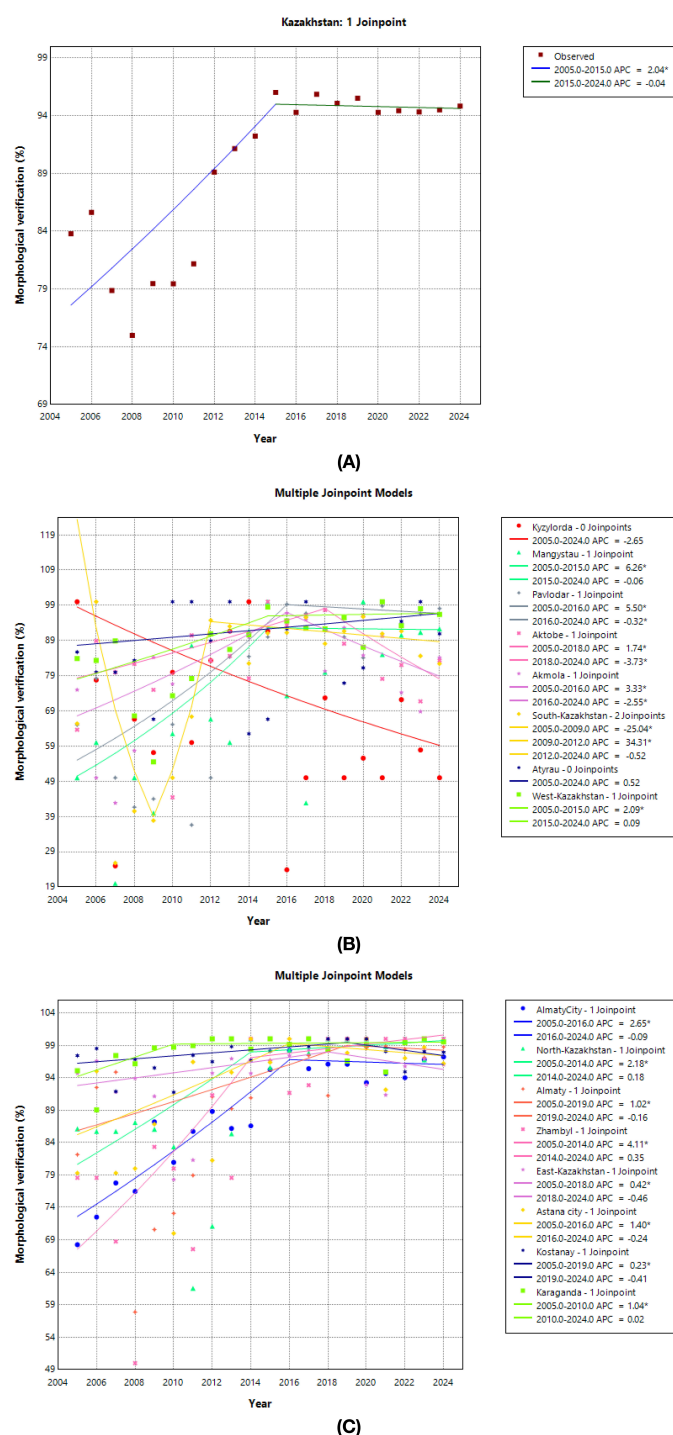 Kazakhstan: 1 Joinpoint
99
94
89
84
79
74
69
Morphological verification (%)
2004 2006 2008 2010 2012 2014 2016 2018 2020 2022 2024
Year
Observed
2005.0-2015.0 APC = 2.04*
2015.0-2024.0 APC = -0.04
(A)
Multiple Joinpoint Models
119
109
99
89
79
69
59
49
39
29
19
Morphological verification (%)
2004 2006 2008 2010 2012 2014 2016 2018 2020 2022 2024
Year
Kyzylorda - 0 Joinpoints
2005.0-2024.0 APC = -2.65
Mangystau - 1 Joinpoint
2005.0-2015.0 APC = 6.26*
2015.0-2024.0 APC = -0.06
Pavlodar - 1 Joinpoint
2005.0-2016.0 APC = 5.50*
2016.0-2024.0 APC = -0.32*
Aktobe - 1 Joinpoint
2005.0-2018.0 APC = 1.74*
2018.0-2024.0 APC = -3.73*
Akmola - 1 Joinpoint
2005.0-2016.0 APC = 3.33*
2016.0-2024.0 APC = -2.55*
South-Kazakhstan - 2 Joinpoints
2005.0-2009.0 APC = -25.04*
2009.0-2012.0 APC = 34.31*
2012.0-2024.0 APC = -0.52
Atyrau - 0 Joinpoints
2005.0-2024.0 APC = 0.52
West-Kazakhstan - 1 Joinpoint
2005.0-2015.0 APC = 2.09*
2015.0-2024.0 APC = 0.09
(B)
Multiple Joinpoint Models
104
99
94
89
84
79
74
69
64
59
54
49
Morphological verification (%)
2004 2006 2008 2010 2012 2014 2016 2018 2020 2022 2024
Year
AlmatyCity - 1 Joinpoint
2005.0-2016.0 APC = 2.65*
2016.0-2024.0 APC = -0.09
North-Kazakhstan - 1 Joinpoint
2005.0-2014.0 APC = 2.18*
2014.0-2024.0 APC = 0.18
Almaty - 1 Joinpoint
2005.0-2019.0 APC = 1.02*
2019.0-2024.0 APC = -0.16
Zhambyl - 1 Joinpoint
2005.0-2014.0 APC = 4.11*
2014.0-2024.0 APC = 0.35
East-Kazakhstan - 1 Joinpoint
2005.0-2018.0 APC = 0.42*
2018.0-2024.0 APC = -0.46
Astana city - 1 Joinpoint
2005.0-2016.0 APC = 1.40*
2016.0-2024.0 APC = -0.24
Kostanay - 1 Joinpoint
2005.0-2019.0 APC = 0.23*
2019.0-2024.0 APC = -0.41
Karaganda - 1 Joinpoint
2005.0-2010.0 APC = 1.04*
2010.0-2024.0 APC = 0.02
(C)